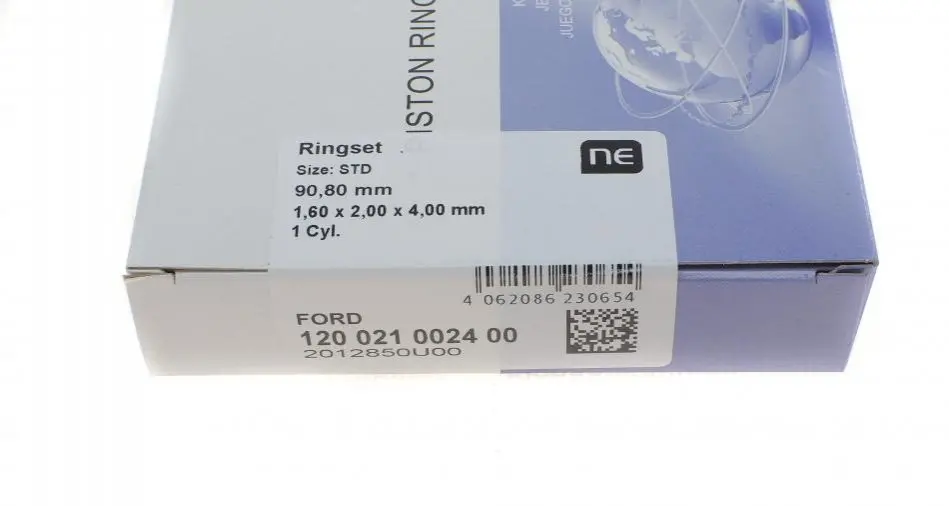 ISTON RING
JUEGO
Ringset
Size: STD
90,80 mm
1,60 x 2,00 x 4,00 mm
1 Cyl.
NE
4 062086 230654
FORD
120 021 0024 00
2012850U00